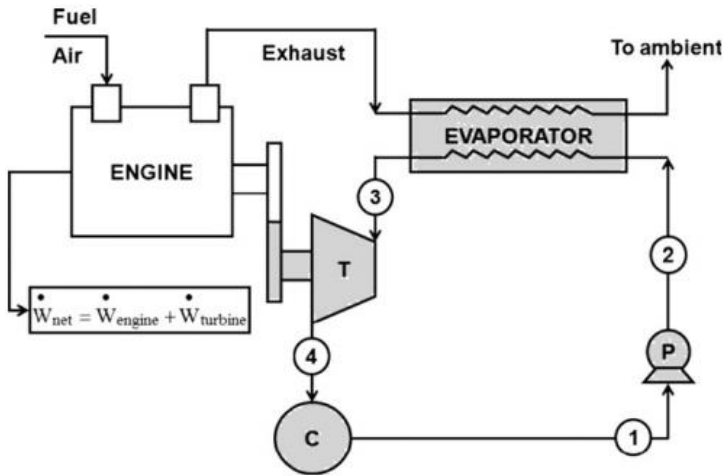 Fuel
Air
Exhaust
To ambient
EVAPORATOR
ENGINE
3
2
T
Ẇnet = Ẇengine + Ẇturbine
4
P
C
1